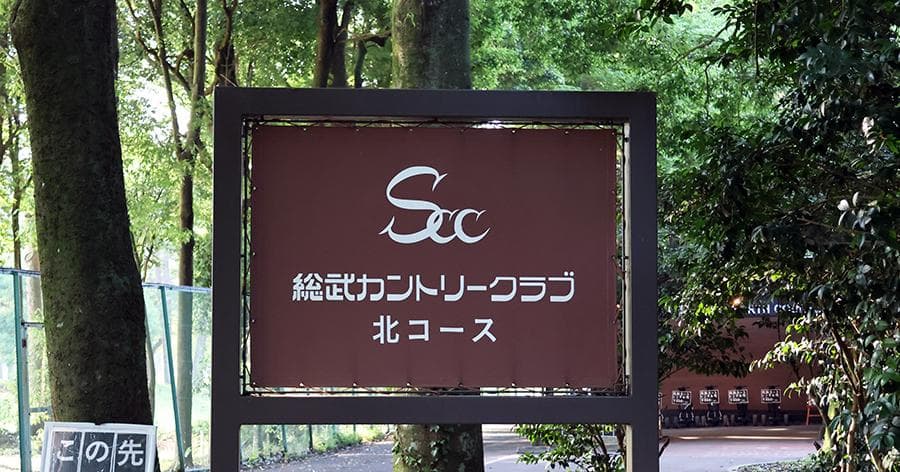 Scc
総武カントリークラブ
北コース
この先